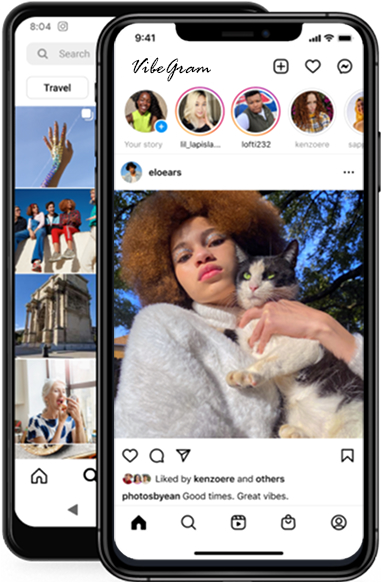 8:04
Search
Travel
9:41
VibeGram
Your story
lil_lapisla...
lofti232
kenzoere
sap
eloears
Liked by kenzoere and others
photosbyean Good times. Great vibes.